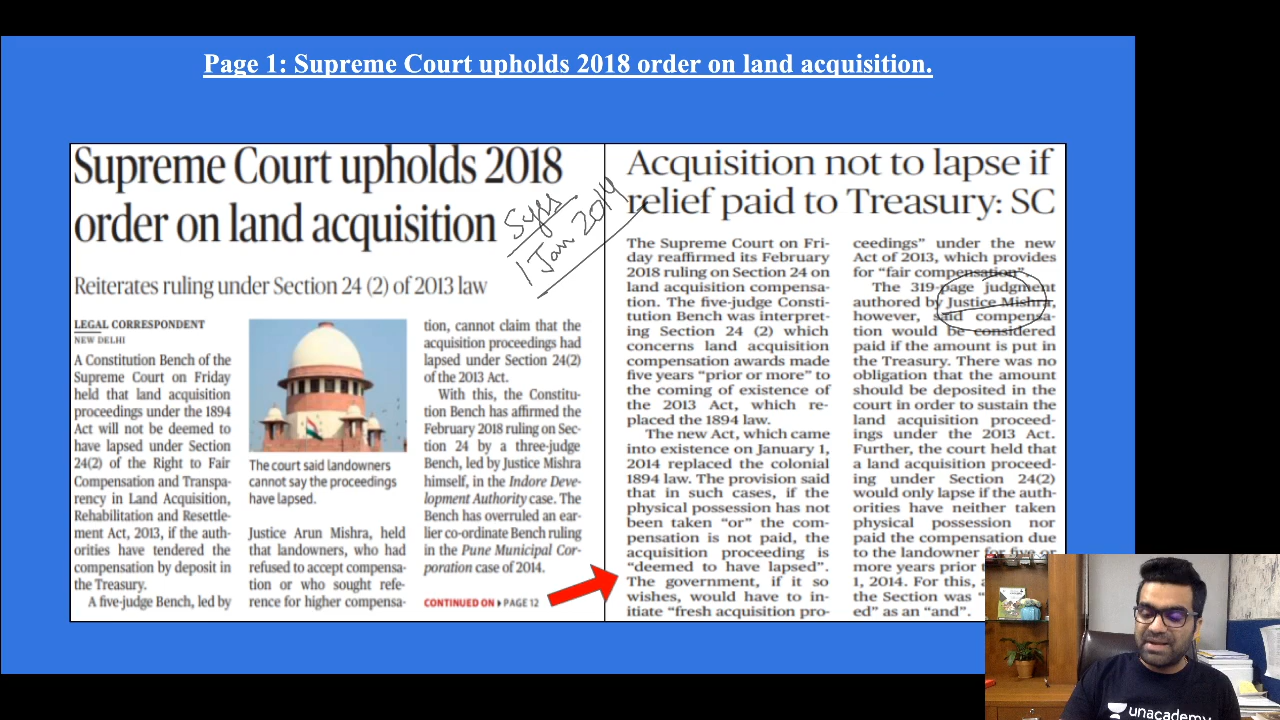 Page 1: Supreme Court upholds 2018 order on land acquisition.
Supreme Court upholds 2018
order on land acquisition
Reiterates ruling under Section 24 (2) of 2013 law
LEGAL CORRESPONDENT
NEW DELHI
A Constitution Bench of the
Supreme Court on Friday
held that land acquisition
proceedings under the 1894
Act will not be deemed to
have lapsed under Section
24(2) of the Right to Fair
Compensation and Transpa-
rency in Land Acquisition,
Rehabilitation and Resettle-
ment Act, 2013, if the auth-
orities have tendered the
compensation by deposit in
the Treasury.
A five-judge Bench, led by
The court said landowners
cannot say the proceedings
have lapsed.
Justice Arun Mishra, held
that landowners, who had
refused to accept compensa-
tion or who sought refe-
rence for higher compensa-
tion, cannot claim that the
acquisition proceedings had
lapsed under Section 24(2)
of the 2013 Act.
With this, the Constitu-
tion Bench has affirmed the
February 2018 ruling on Sec-
tion 24 by a three-judge
Bench, led by Justice Mishra
himself, in the Indore Deve-
lopment Authority case. The
Bench has overruled an ear-
lier co-ordinate Bench ruling
in the Pune Municipal Cor-
poration case of 2014.
CONTINUED ON PAGE 12
5yrs
1 Jan 2014
Acquisition not to lapse if
relief paid to Treasury: SC
The Supreme Court on Fri-
day reaffirmed its February
2018 ruling on Section 24 on
land acquisition compensa-
tion. The five-judge Consti-
tution Bench was interpret-
ing Section 24 (2) which
concerns land acquisition
compensation awards made
five years “prior or more” to
the coming of existence of
the 2013 Act, which re-
placed the 1894 law.
The new Act, which came
into existence on January 1,
2014 replaced the colonial
1894 law. The provision said
that in such cases, if the
physical possession has not
been taken “or” the com-
pensation is not paid, the
acquisition proceeding is
“deemed to have lapsed”.
The government, if it so
wishes, would have to in-
itiate “fresh acquisition pro-
ceedings” under the new
Act of 2013, which provides
for “fair compensation”.
The 319-page judgment
authored by Justice Mishra,
however, said compensa-
tion would be considered
paid if the amount is put in
the Treasury. There was no
obligation that the amount
should be deposited in the
court in order to sustain the
land acquisition proceed-
ings under the 2013 Act.
Further, the court held that
a land acquisition proceed-
ing under Section 24(2)
would only lapse if the auth-
orities have neither taken
physical possession nor
paid the compensation due
to the landowner for five or
more years prior
1, 2014. For this,
the Section was
ed” as an “and”.
unacademy